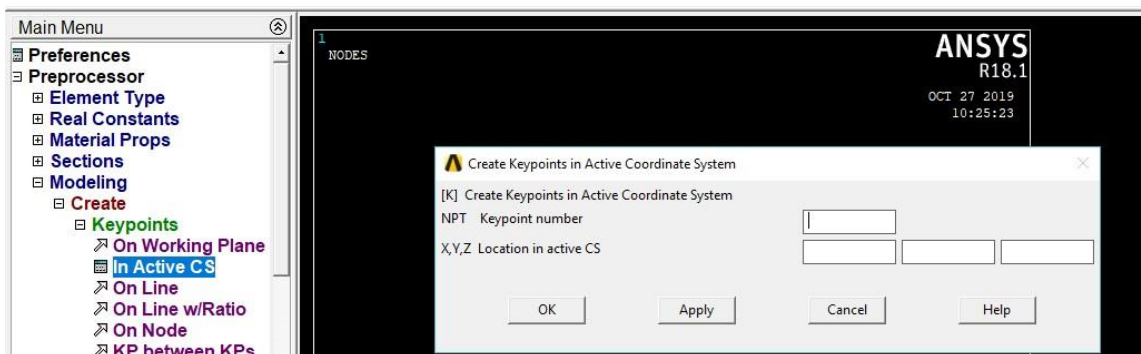 Main Menu
Preferences
Preprocessor
Element Type
Real Constants
Material Props
Sections
Modeling
Create
Keypoints
On Working Plane
In Active CS
On Line
On Line w/Ratio
On Node
KP between KPs
1
NODES
ANSYS
R18.1
OCT 27 2019
10:25:23
Create Keypoints in Active Coordinate System
[K] Create Keypoints in Active Coordinate System
NPT Keypoint number
X,Y,Z Location in active CS
OK Apply Cancel Help